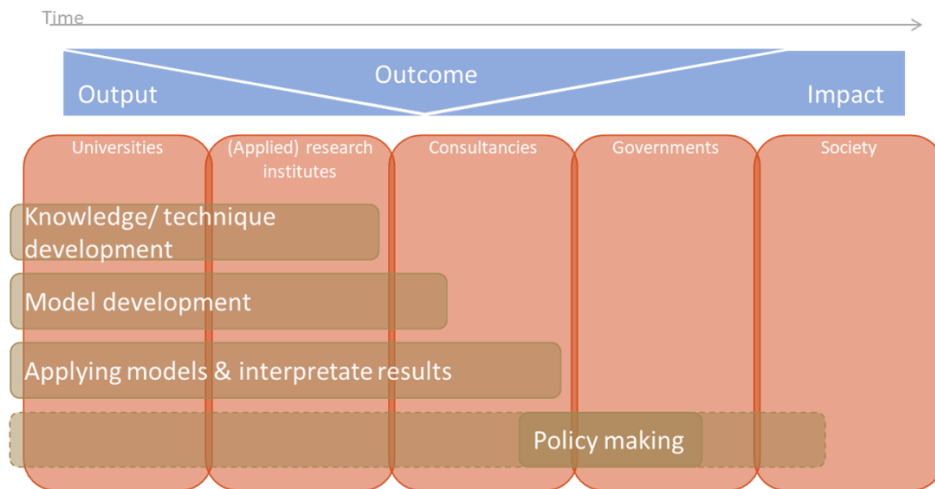 Time
Outcome
Output
Impact
Universities
(Applied) research
institutes
Consultancies
Governments
Society
Knowledge/ technique
development
Model development
Applying models & interpretate results
Policy making